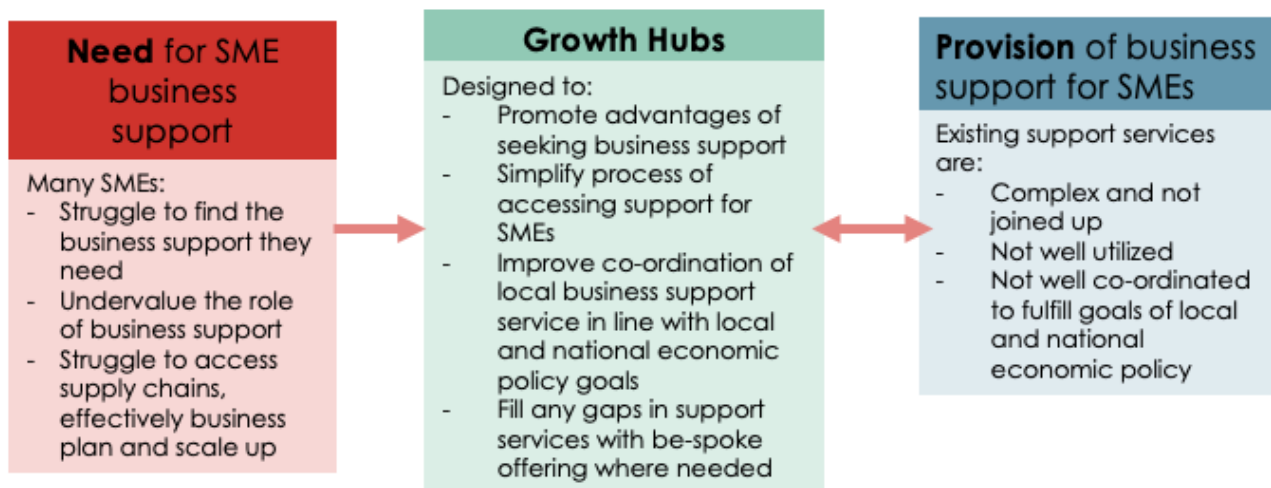 Need for SME
business
support
Many SMEs:
- Struggle to find the
business support they
need
- Undervalue the role
of business support
- Struggle to access
supply chains,
effectively business
plan and scale up
Growth Hubs
Designed to:
- Promote advantages of
seeking business support
- Simplify process of
accessing support for
SMEs
- Improve co-ordination of
local business support
service in line with local
and national economic
policy goals
- Fill any gaps in support
services with be-spoke
offering where needed
Provision of business
support for SMEs
Existing support services
are:
- Complex and not
joined up
- Not well utilized
- Not well co-ordinated
to fulfill goals of local
and national
economic policy